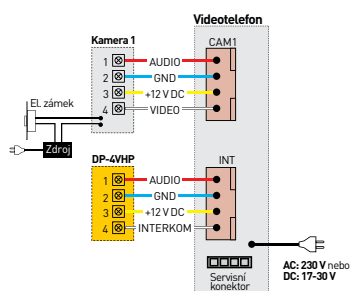 Videotelefon
Kamera 1
CAM1
1 AUDIO
2 GND
3 +12 V DC
4 VIDEO
El. zámek
Zdroj
DP-4VHP
INT
1 AUDIO
2 GND
3 +12 V DC
4 INTERKOM
AC: 230 V nebo
DC: 17-30 V
Servisní
konektor